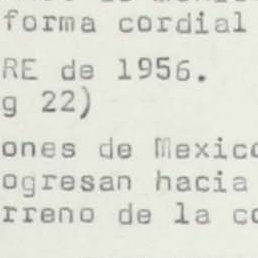 forma cordial
RE de 1956.
g 22)
ones de Mexico
ogresan hacia
rreno de la co